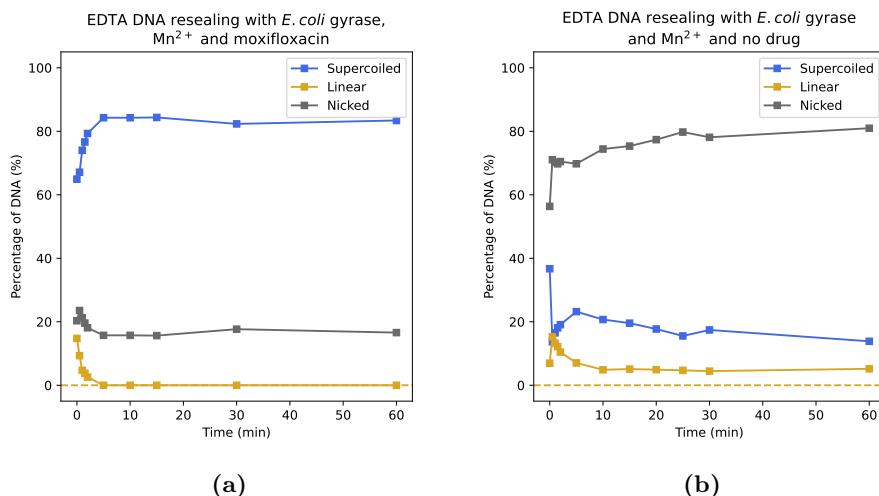 EDTA DNA resealing with E. coli gyrase,
Mn2+ and moxifloxacin
100
80
60
40
20
0
Percentage of DNA (%)
Supercoiled
Linear
Nicked
0
10
20
30
40
50
60
Time (min)
(a)
EDTA DNA resealing with E. coli gyrase
and Mn2+ and no drug
100
80
60
40
20
0
Percentage of DNA (%)
Supercoiled
Linear
Nicked
0
10
20
30
40
50
60
Time (min)
(b)